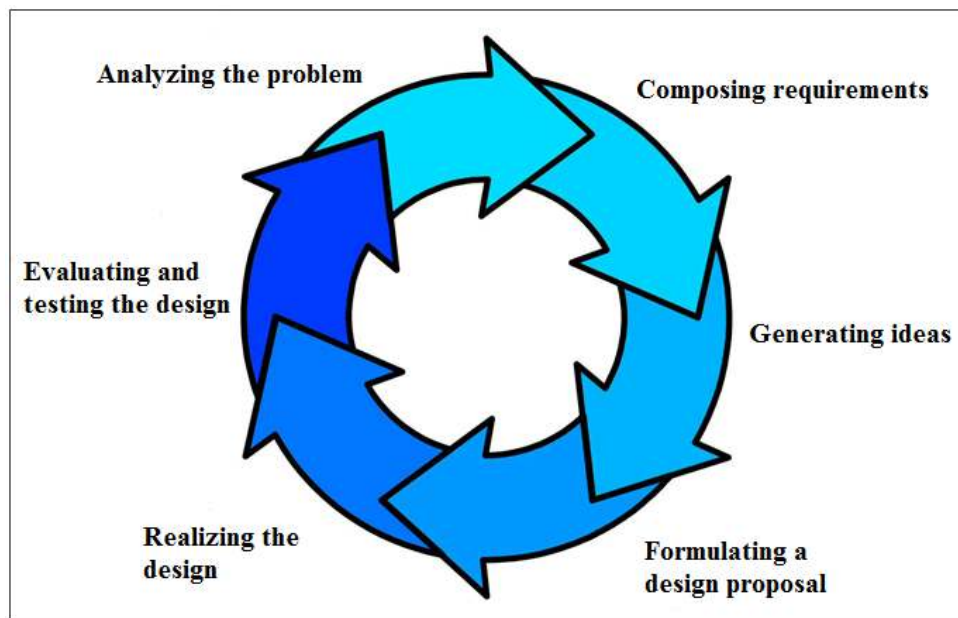 Analyzing the problem
Composing requirements
Generating ideas
Formulating a
design proposal
Realizing the
design
Evaluating and
testing the design